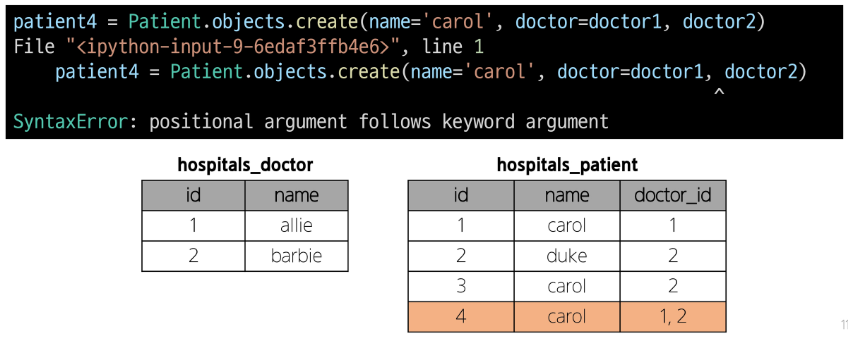 patient4 = Patient.objects.create(name='carol', doctor=doctor1, doctor2)
File "<ipython-input-9-6edaf3ffb4e6>", line 1
    patient4 = Patient.objects.create(name='carol', doctor=doctor1, doctor2)
^
SyntaxError: positional argument follows keyword argument
hospitals_doctor
id name
1 allie
2 barbie
hospitals_patient
id name doctor_id
1 carol 1
2 duke 2
3 carol 2
4 carol 1, 2
11